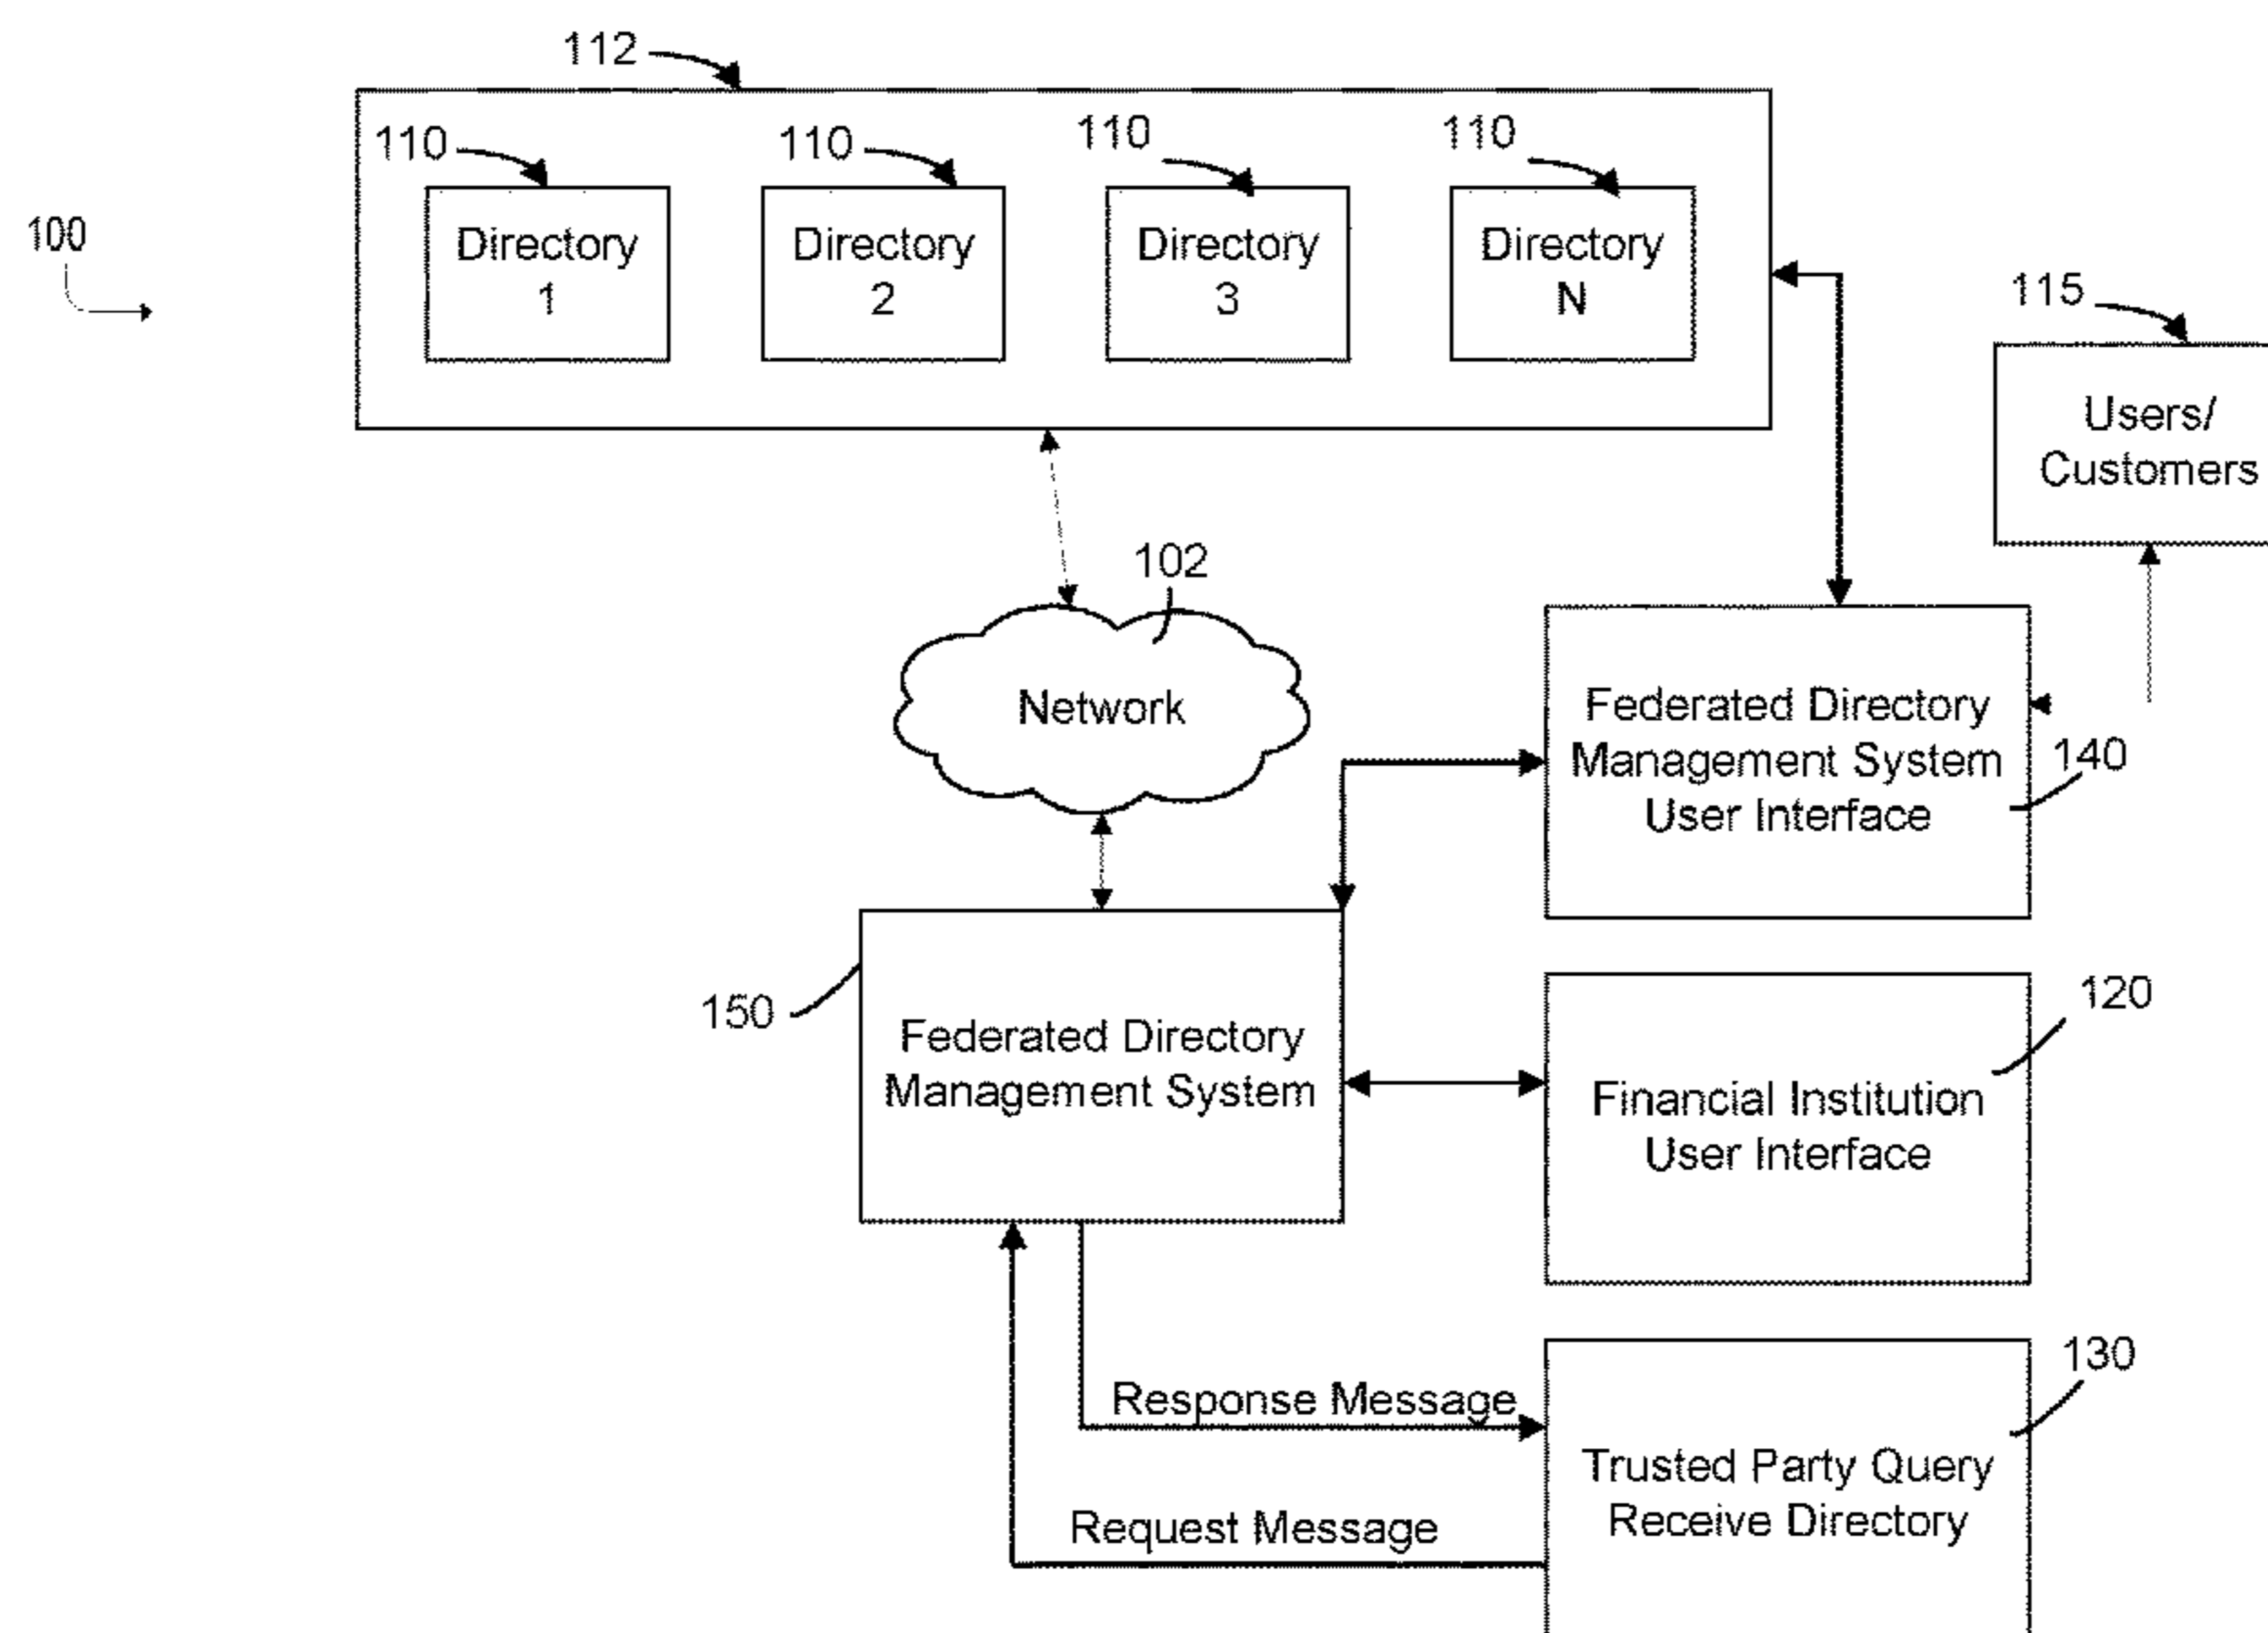 112
110
110
110
110
100
Directory
1
Directory
2
Directory
3
Directory
N
115
Users/
Customers
102
Network
Federated Directory
Management System
User Interface
140
150
Federated Directory
Management System
120
Financial Institution
User Interface
130
Response Message
Trusted Party Query
Receive Directory
Request Message